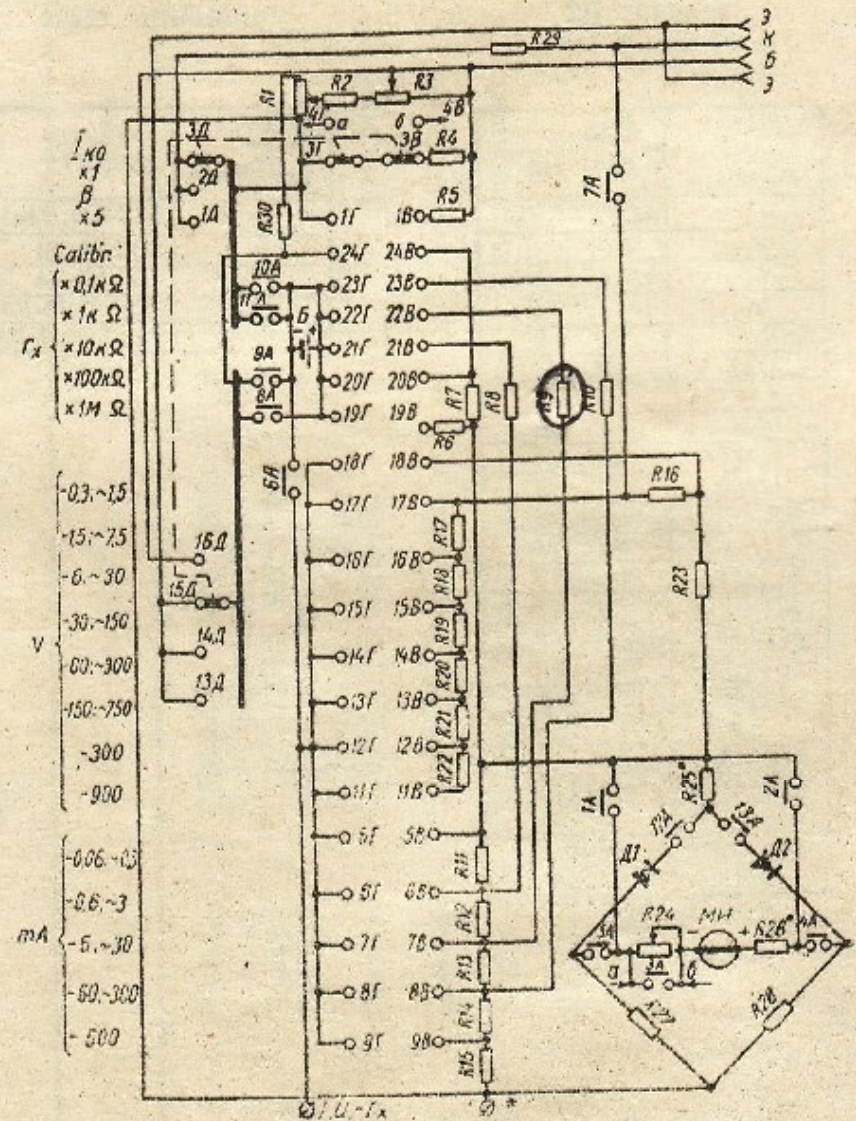 Э
К
Б
Э
R29
R1
R2
R3
4Г
а
б
4В
3Г
3В
R4
R5
1Г
1В
R30
7А
3Д
2Д
1Д
Iко
×1
β
×5
Calibr.
rx
×0,1кΩ
×1к Ω
×10кΩ
×100кΩ
×1М Ω
10А
11А
9А
8А
6А
Б
- +
24Г 24В
23Г 23В
22Г 22В
21Г 21В
20Г 20В
19Г 19В
R6
R7
R8
R9
R10
18Г 18В
17Г 17В
16Г 16В
15Г 15В
14Г 14В
13Г 13В
12Г 12В
11Г 11В
R16
R17
R18
R19
R20
R21
R22
R23
16Д
15Д
14Д
13Д
V
-0,3;~1,5
-1,5;~7,5
-6;~30
-30;~150
-60;~300
-150;~750
-300
-900
mA
-0,06;~0,3
-0,6;~3
-6;~30
-60;~300
-600
5В
6Г 6В
7Г 7В
8Г 8В
9Г 9В
R11
R12
R13
R14
R15
1А
2А
R25*
12А
13А
Д1
Д2
R24
- МИ +
4А
3А
а
б
R27
R28
*